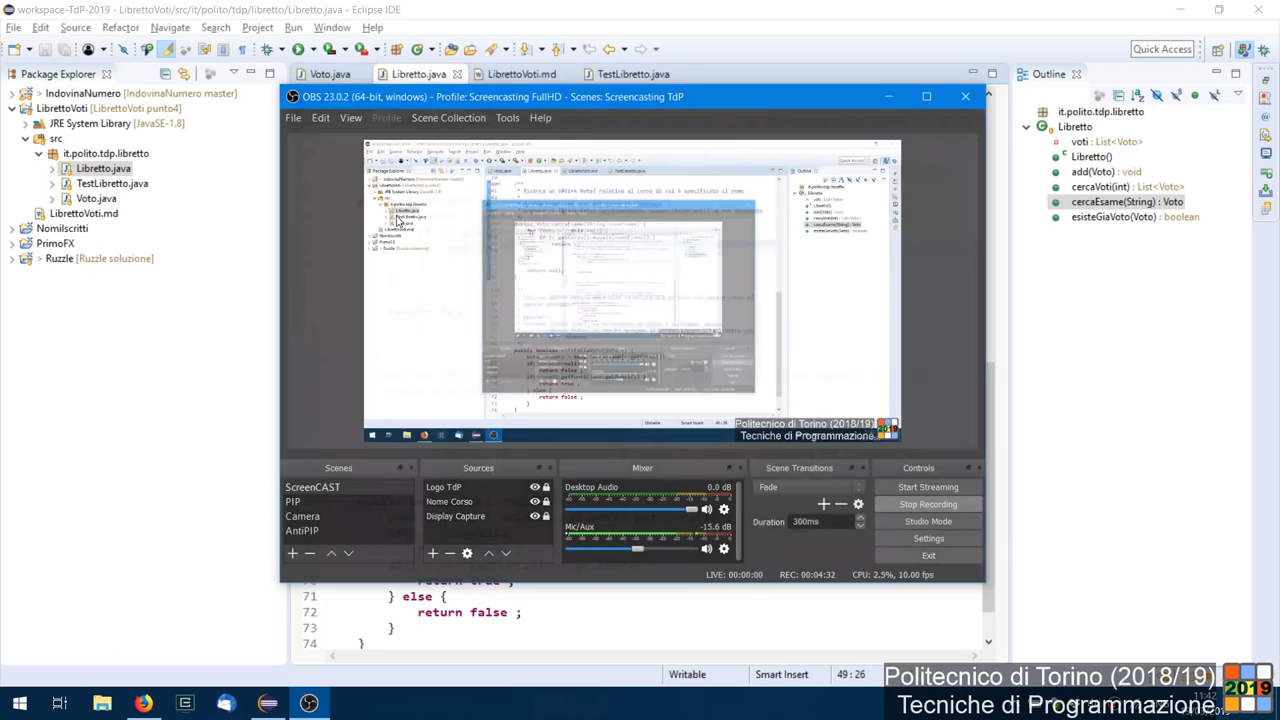 workspace-TdP-2019 - LibrettoVoti/src/it/polito/tdp/libretto/Libretto.java - Eclipse IDE
File Edit Source Refactor Navigate Search Project Run Window Help
Quick Access
Package Explorer
Voto.java Libretto.java LibrettoVoti.md TestLibretto.java
Outline
> IndovinaNumero [IndovinaNumero master]
LibrettoVoti [LibrettoVoti punto4]
JRE System Library [JavaSE-1.8]
src
it.polito.tdp.libretto
Libretto.java
TestLibretto.java
Voto.java
LibrettoVoti.md
NomiIscritti
PrimoFX
> Ruzzle [Ruzzle soluzione]
OBS 23.0.2 (64-bit, windows) - Profile: Screencasting FullHD - Scenes: Screencasting TdP
File Edit View Profile Scene Collection Tools Help
it.polito.tdp.libretto
Libretto
voti : List<Voto>
Libretto()
add(Voto) : void
cercaVoti(int) : List<Voto>
cercaEsame(String) : Voto
esisteGiaVoto(Voto) : boolean
Politecnico di Torino (2018/19)
Tecniche di Programmazione
2019
Scenes
ScreenCAST
PIP
Camera
AntiPIP
Sources
Logo TdP
Nome Corso
Display Capture
Mixer
Desktop Audio 0.0 dB
Mic/Aux -15.6 dB
Scene Transitions
Fade
Duration 300ms
Controls
Start Streaming
Stop Recording
Studio Mode
Settings
Exit
LIVE: 00:00:00 REC: 00:04:32 CPU: 2.5%, 10.00 fps
71 } else {
72 return false ;
73 }
74 }
Writable Smart Insert 49 : 26
Politecnico di Torino (2018/19)
Tecniche di Programmazione
2019
11:42